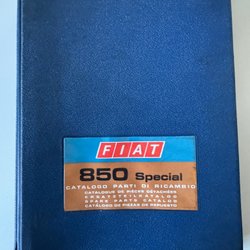 FIAT
850 Special
CATALOGO PARTI DI RICAMBIO
CATALOGUE DE PIÈCES DÉTACHÉES
ERSATZTEILKATALOG
SPARE PARTS CATALOG
CATÁLOGO DE PIEZAS DE REPUESTO